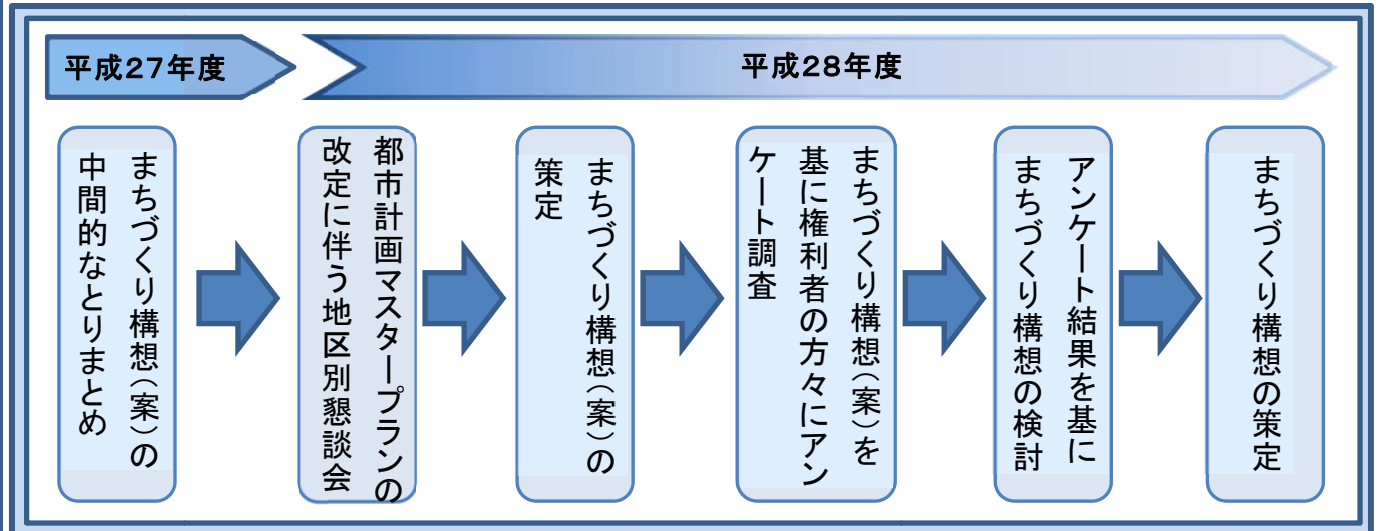 平成27年度
平成28年度
まちづくり構想(案)の
中間的なとりまとめ
都市計画マスタープランの
改定に伴う地区別懇談会
まちづくり構想(案)の
策定
まちづくり構想(案)を
基に権利者の方々にアン
ケート調査
アンケート結果を基に
まちづくり構想の検討
まちづくり構想の策定